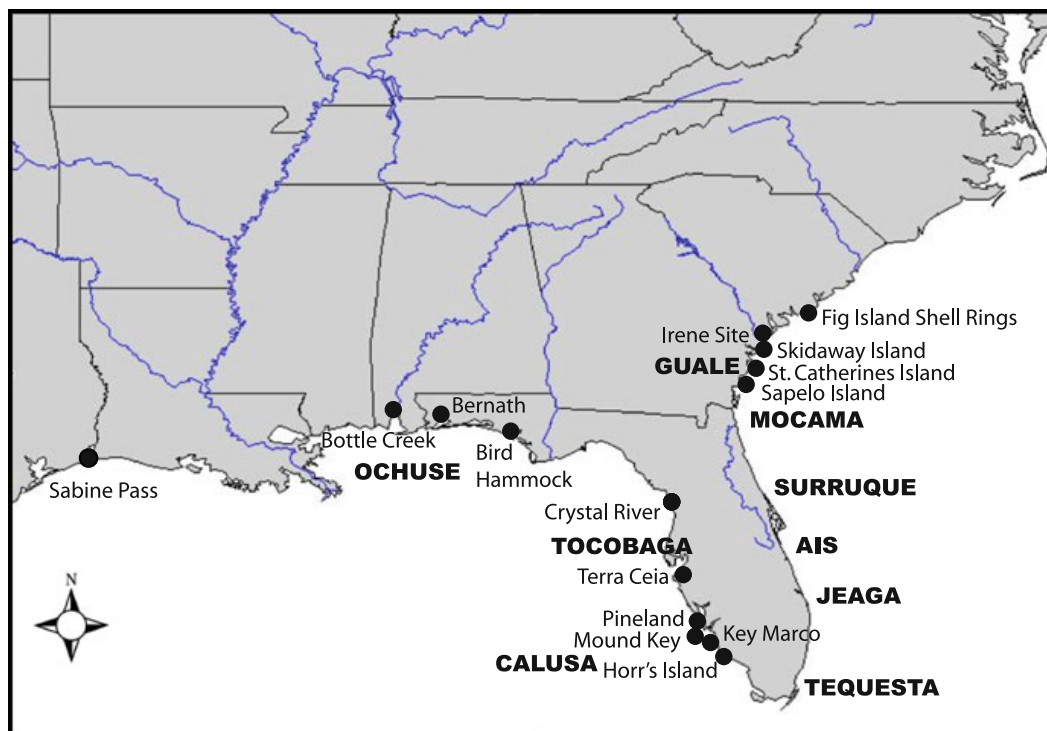 Fig Island Shell Rings
Irene Site
Skidaway Island
GUALE
St. Catherines Island
Sapelo Island
MOCAMA
Bernath
Bottle Creek
Bird
Hammock
OCHUSE
Sabine Pass
SURRUQUE
Crystal River
TOCOBAGA
AIS
Terra Ceia
JEAGA
Pineland
Mound Key
Key Marco
CALUSA
Horr's Island
TEQUESTA
N